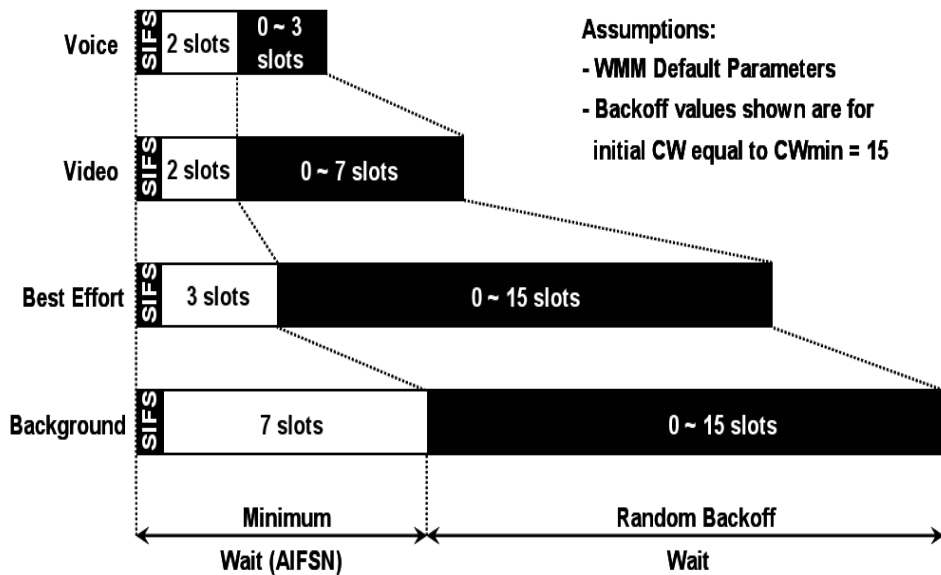 Voice
SIFS
2 slots
0 ~ 3
slots
Assumptions:
- WMM Default Parameters
- Backoff values shown are for
initial CW equal to CWmin = 15
Video
SIFS
2 slots
0 ~ 7 slots
Best Effort
SIFS
3 slots
0 ~ 15 slots
Background
SIFS
7 slots
0 ~ 15 slots
Minimum
Wait (AIFSN)
Random Backoff
Wait